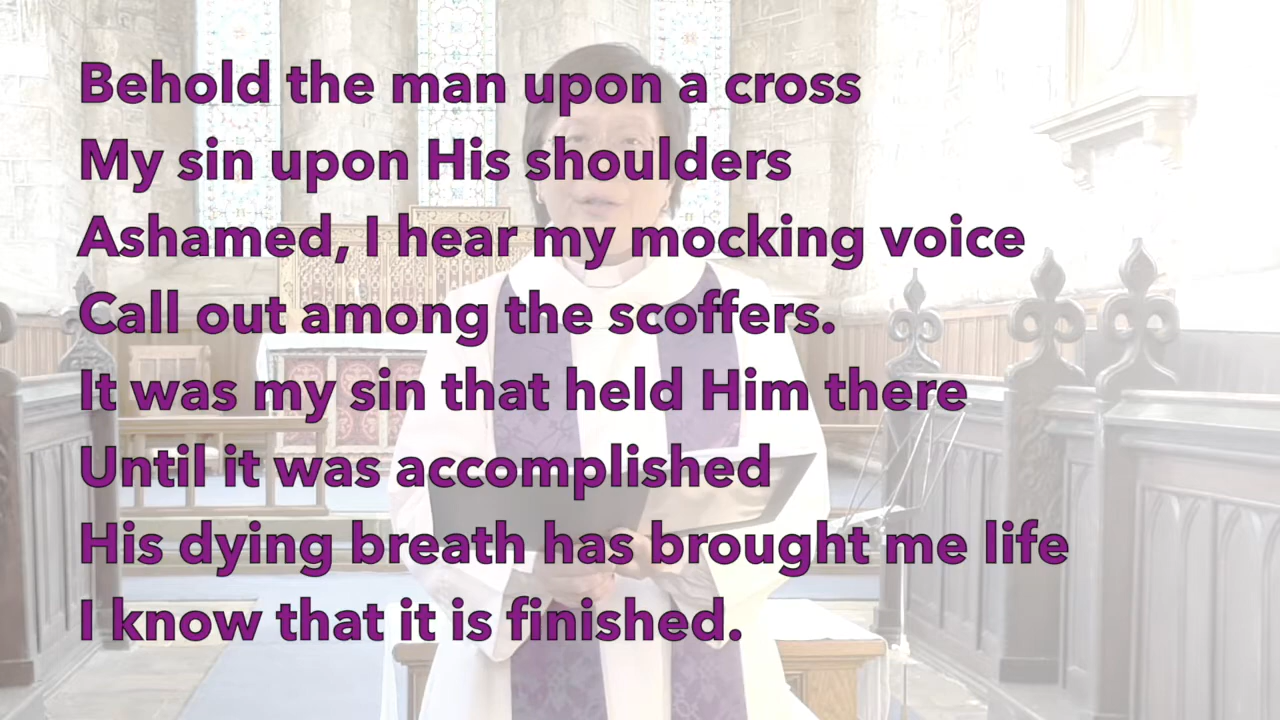 Behold the man upon a cross
My sin upon His shoulders
Ashamed, I hear my mocking voice
Call out among the scoffers.
It was my sin that held Him there
Until it was accomplished
His dying breath has brought me life
I know that it is finished.